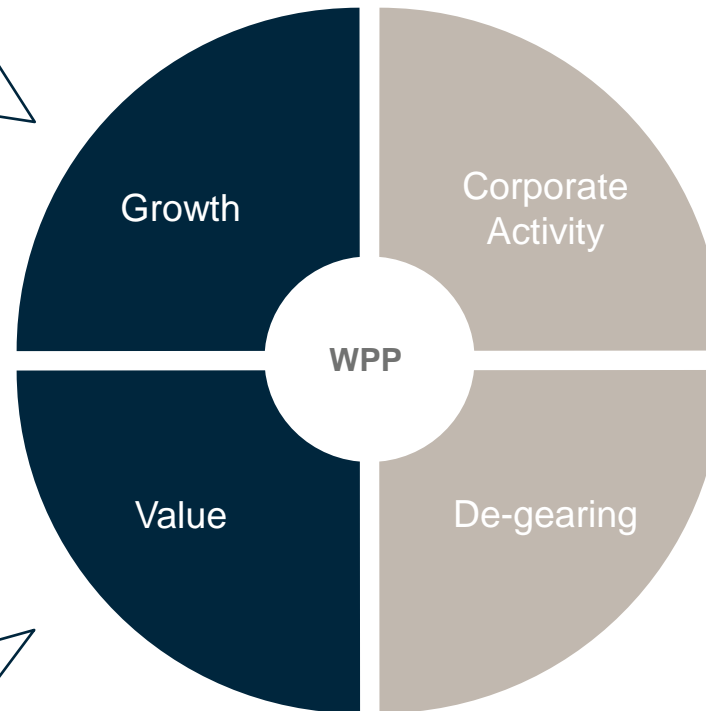 Growth
Corporate
Activity
WPP
Value
De-gearing